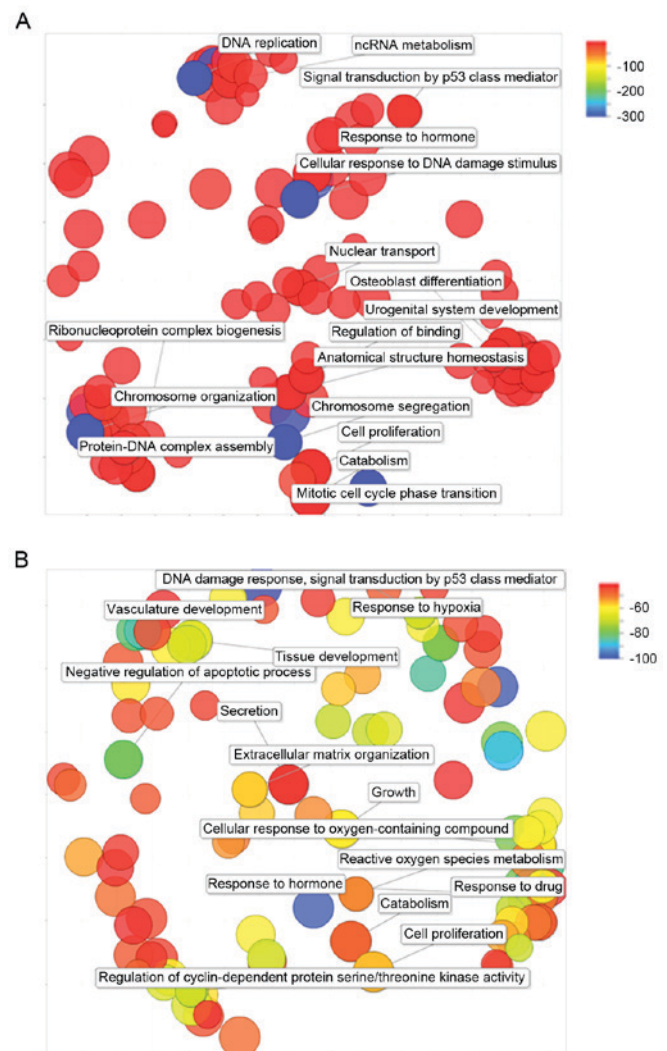 A
DNA replication
ncRNA metabolism
Signal transduction by p53 class mediator
-100
-200
-300
Response to hormone
Cellular response to DNA damage stimulus
Nuclear transport
Osteoblast differentiation
Urogenital system development
Ribonucleoprotein complex biogenesis
Regulation of binding
Anatomical structure homeostasis
Chromosome organization
Chromosome segregation
Cell proliferation
Protein-DNA complex assembly
Catabolism
Mitotic cell cycle phase transition
B
DNA damage response, signal transduction by p53 class mediator
-60
-80
-100
Vasculature development
Response to hypoxia
Tissue development
Negative regulation of apoptotic process
Secretion
Extracellular matrix organization
Growth
Cellular response to oxygen-containing compound
Reactive oxygen species metabolism
Response to hormone
Response to drug
Catabolism
Cell proliferation
Regulation of cyclin-dependent protein serine/threonine kinase activity